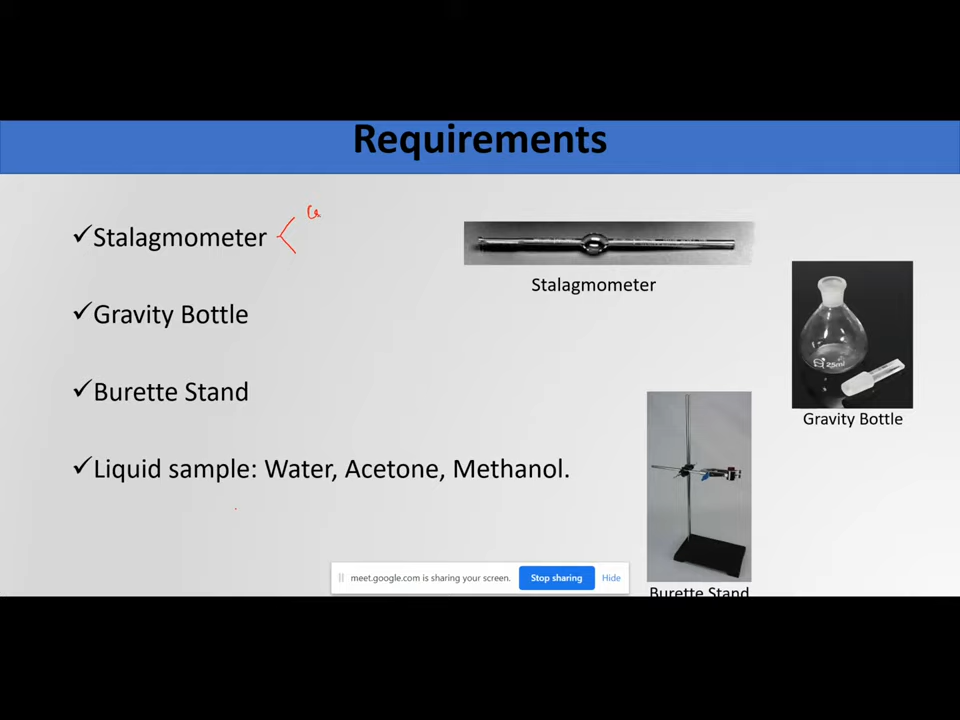 Requirements
✓Stalagmometer
✓Gravity Bottle
✓Burette Stand
✓Liquid sample: Water, Acetone, Methanol.
Stalagmometer
25ml
Gravity Bottle
Burette Stand
meet.google.com is sharing your screen.
Stop sharing
Hide